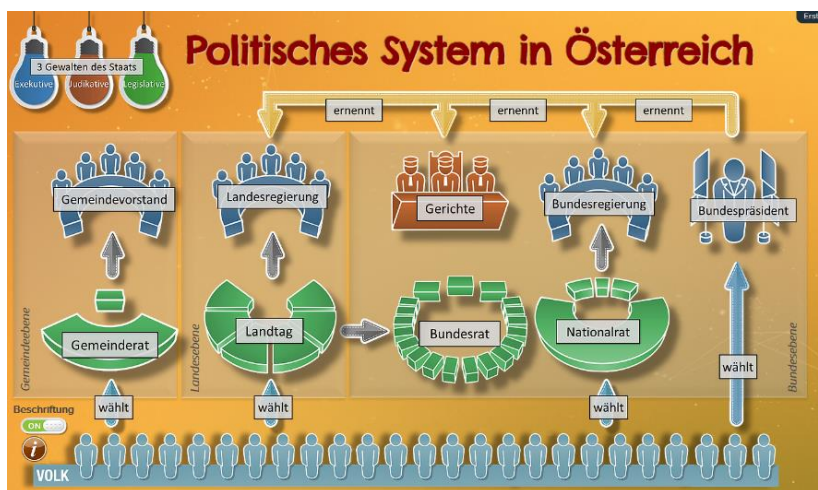 Politisches System in Österreich
3 Gewalten des Staats
Exekutive
Judikative
Legislative
ernennt
ernennt
ernennt
Gemeindevorstand
Landesregierung
Gerichte
Bundesregierung
Bundespräsident
Gemeindeebene
Gemeinderat
Landesebene
Landtag
Bundesrat
Nationalrat
Bundesebene
wählt
wählt
wählt
wählt
Beschriftung
ON
i
VOLK